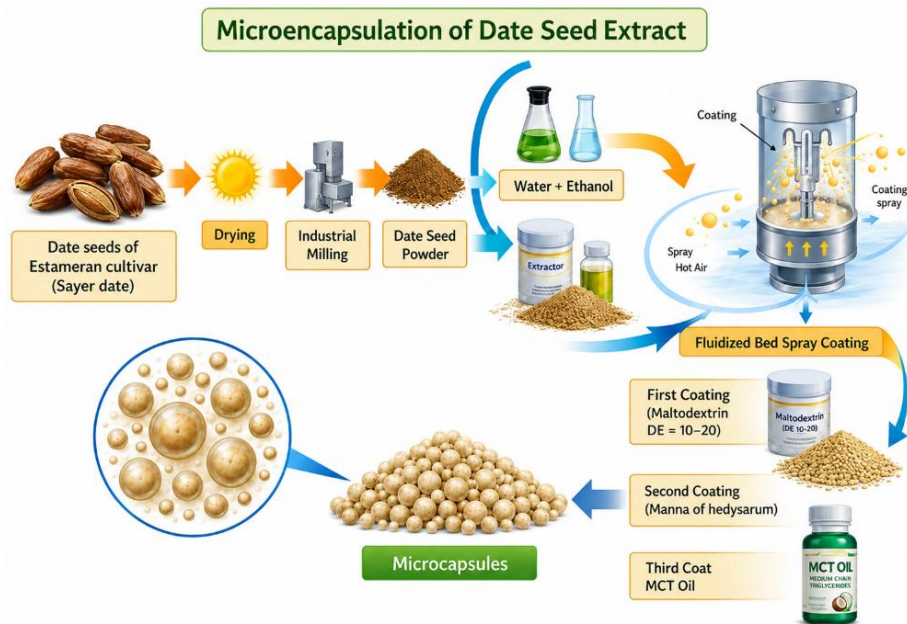 Microencapsulation of Date Seed Extract
Date seeds of
Estameran cultivar
(Sayer date)
Drying
Industrial
Milling
Date Seed
Powder
Water + Ethanol
Extractor
Coating
Coating
spray
Spray
Hot Air
Fluidized Bed Spray Coating
First Coating
(Maltodextrin
DE = 10–20)
Maltodextrin
(DE 10–20)
Second Coating
(Manna of hedysarum)
Third Coat
MCT Oil
MCT OIL
MEDIUM CHAIN
TRIGLYCERIDES
Microcapsules